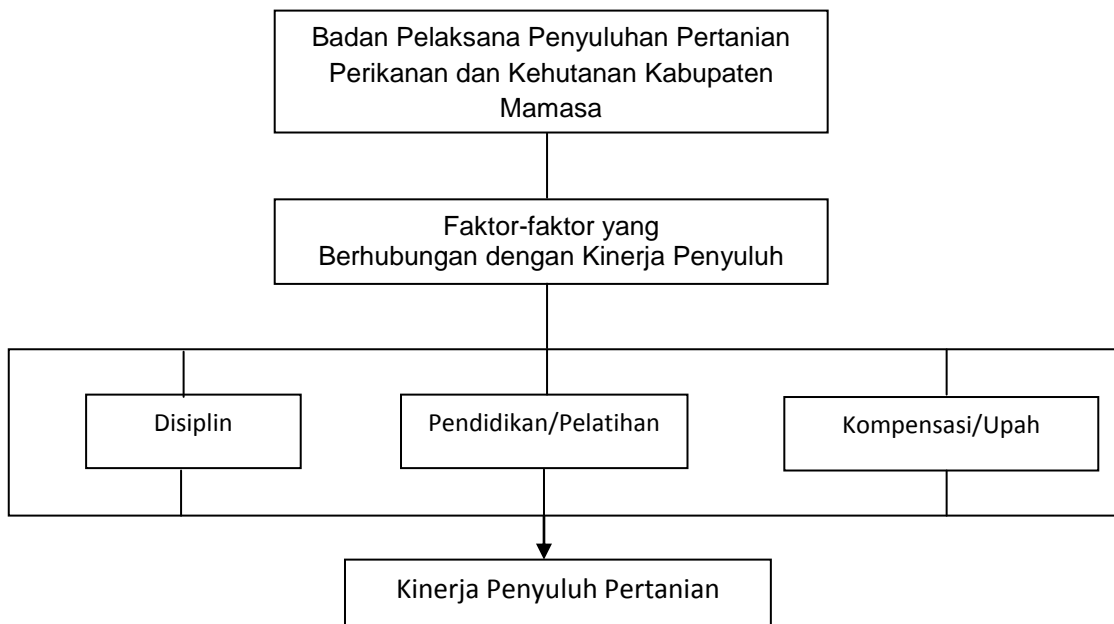 Badan Pelaksana Penyuluhan Pertanian
Perikanan dan Kehutanan Kabupaten
Mamasa
Faktor-faktor yang
Berhubungan dengan Kinerja Penyuluh
Disiplin
Pendidikan/Pelatihan
Kompensasi/Upah
Kinerja Penyuluh Pertanian